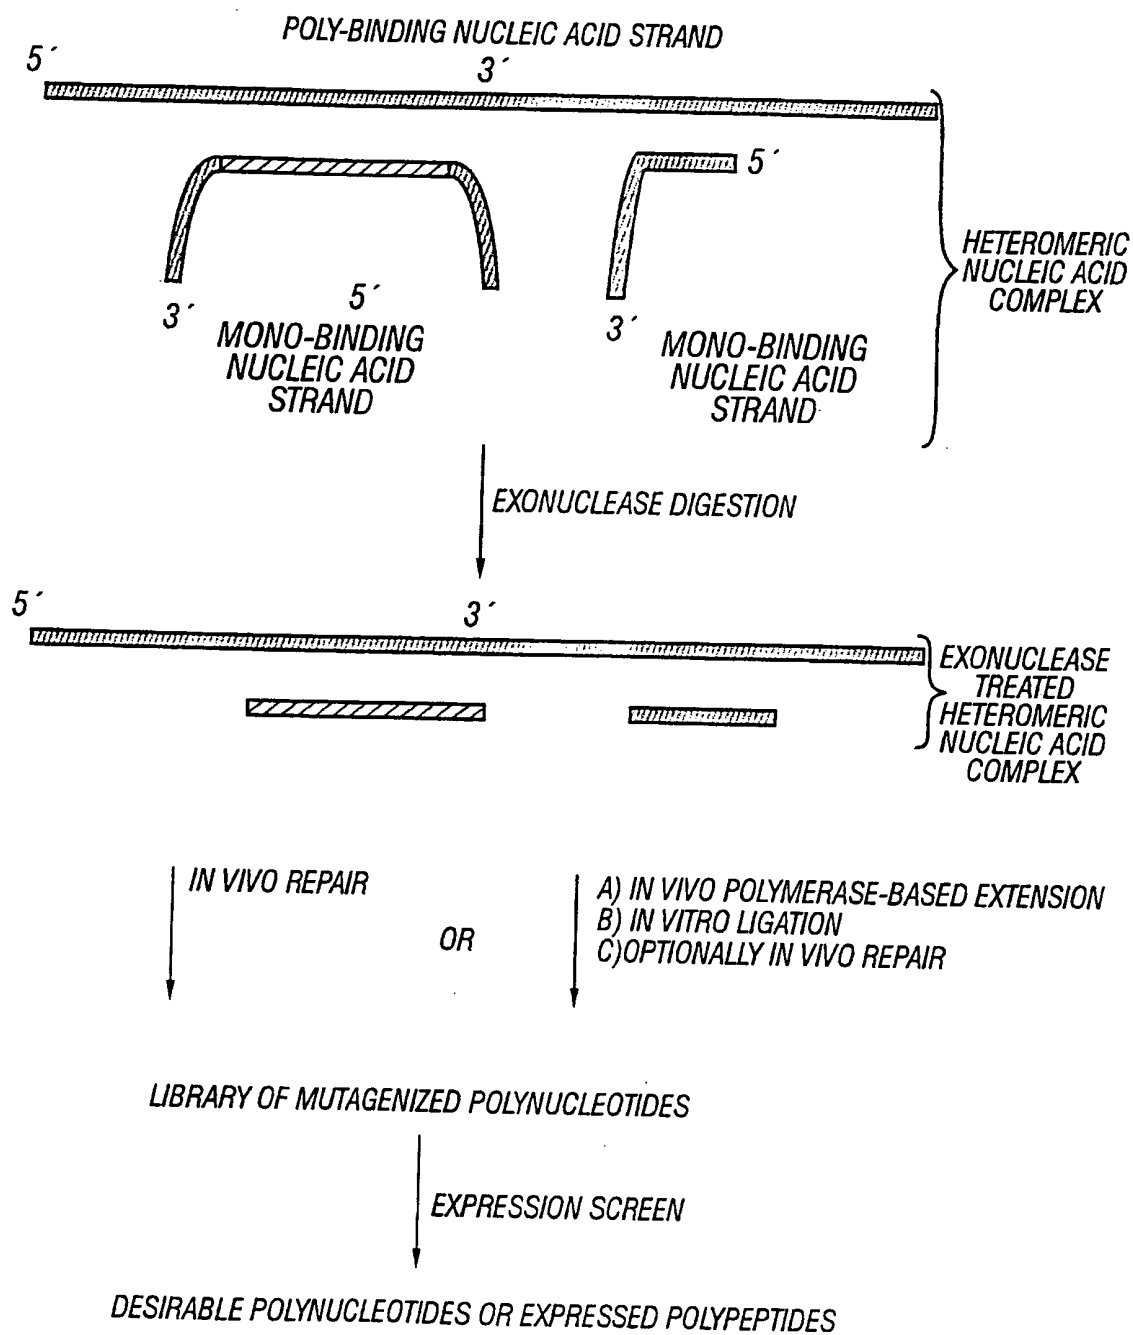 POLY-BINDING NUCLEIC ACID STRAND
5´
3´
5´
3´
5´
MONO-BINDING
NUCLEIC ACID
STRAND
3´
MONO-BINDING
NUCLEIC ACID
STRAND
HETEROMERIC
NUCLEIC ACID
COMPLEX
EXONUCLEASE DIGESTION
5´
3´
EXONUCLEASE
TREATED
HETEROMERIC
NUCLEIC ACID
COMPLEX
IN VIVO REPAIR
OR
A) IN VIVO POLYMERASE-BASED EXTENSION
B) IN VITRO LIGATION
C)OPTIONALLY IN VIVO REPAIR
LIBRARY OF MUTAGENIZED POLYNUCLEOTIDES
EXPRESSION SCREEN
DESIRABLE POLYNUCLEOTIDES OR EXPRESSED POLYPEPTIDES